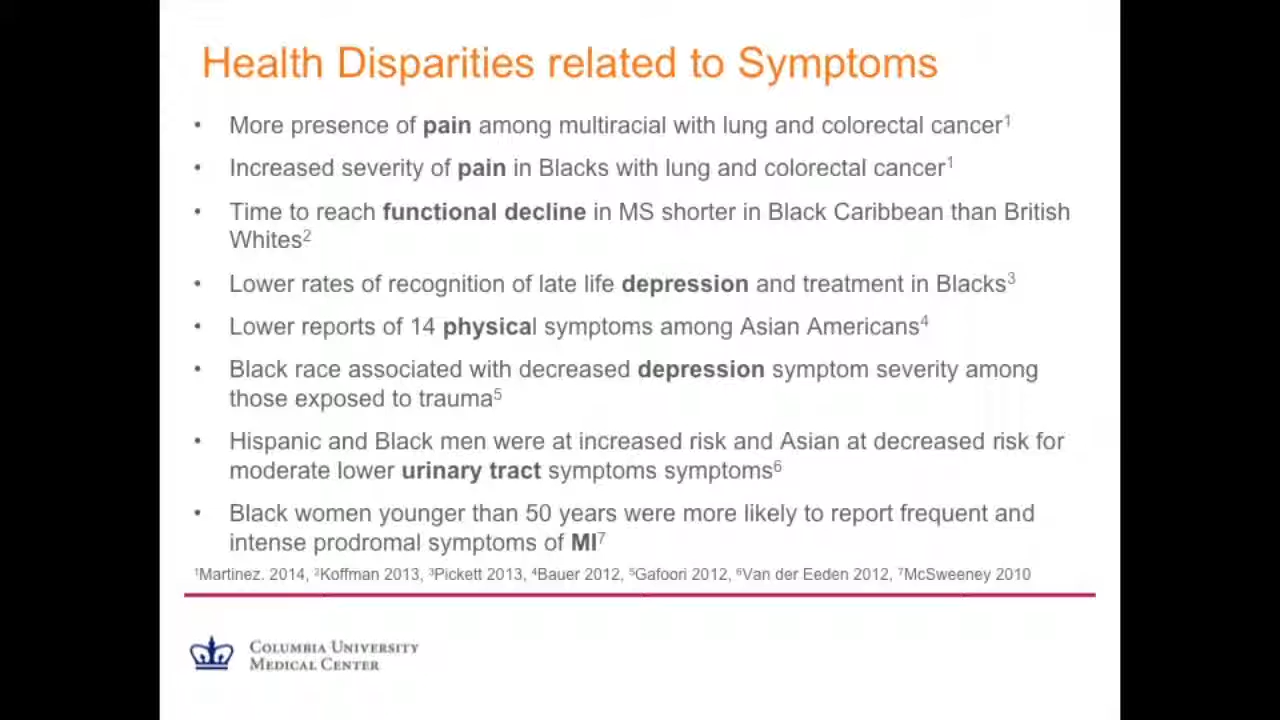 Health Disparities related to Symptoms
• More presence of pain among multiracial with lung and colorectal cancer¹
• Increased severity of pain in Blacks with lung and colorectal cancer¹
• Time to reach functional decline in MS shorter in Black Caribbean than British
Whites²
• Lower rates of recognition of late life depression and treatment in Blacks³
• Lower reports of 14 physical symptoms among Asian Americans⁴
• Black race associated with decreased depression symptom severity among
those exposed to trauma⁵
• Hispanic and Black men were at increased risk and Asian at decreased risk for
moderate lower urinary tract symptoms symptoms⁶
• Black women younger than 50 years were more likely to report frequent and
intense prodromal symptoms of MI⁷
¹Martinez. 2014, ²Koffman 2013, ³Pickett 2013, ⁴Bauer 2012, ⁵Gafoori 2012, ⁶Van der Eeden 2012, ⁷McSweeney 2010
COLUMBIA UNIVERSITY
MEDICAL CENTER